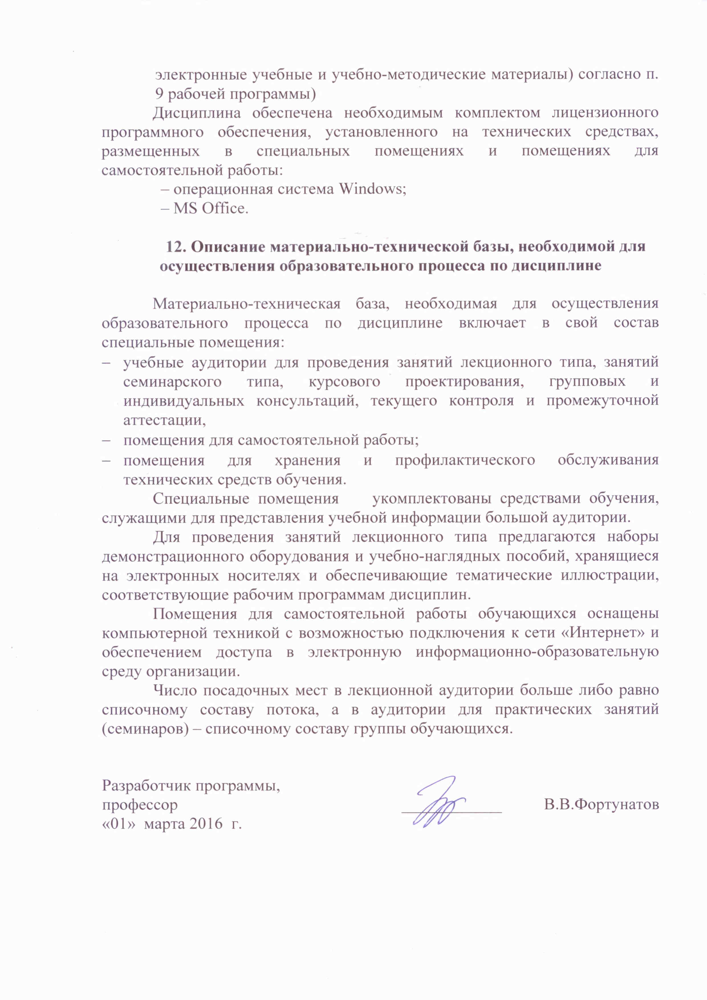 электронные учебные и учебно-методические материалы) согласно п.
9 рабочей программы)
Дисциплина обеспечена необходимым комплектом лицензионного
программного обеспечения, установленного на технических средствах,
размещенных в специальных помещениях и помещениях для
самостоятельной работы:
– операционная система Windows;
– MS Office.
12. Описание материально-технической базы, необходимой для
осуществления образовательного процесса по дисциплине
Материально-техническая база, необходимая для осуществления
образовательного процесса по дисциплине включает в свой состав
специальные помещения:
– учебные аудитории для проведения занятий лекционного типа, занятий
семинарского типа, курсового проектирования, групповых и
индивидуальных консультаций, текущего контроля и промежуточной
аттестации,
– помещения для самостоятельной работы;
– помещения для хранения и профилактического обслуживания
технических средств обучения.
Специальные помещения укомплектованы средствами обучения,
служащими для представления учебной информации большой аудитории.
Для проведения занятий лекционного типа предлагаются наборы
демонстрационного оборудования и учебно-наглядных пособий, хранящиеся
на электронных носителях и обеспечивающие тематические иллюстрации,
соответствующие рабочим программам дисциплин.
Помещения для самостоятельной работы обучающихся оснащены
компьютерной техникой с возможностью подключения к сети «Интернет» и
обеспечением доступа в электронную информационно-образовательную
среду организации.
Число посадочных мест в лекционной аудитории больше либо равно
списочному составу потока, а в аудитории для практических занятий
(семинаров) – списочному составу группы обучающихся.
Разработчик программы,
профессор В.В.Фортунатов
«01» марта 2016 г.